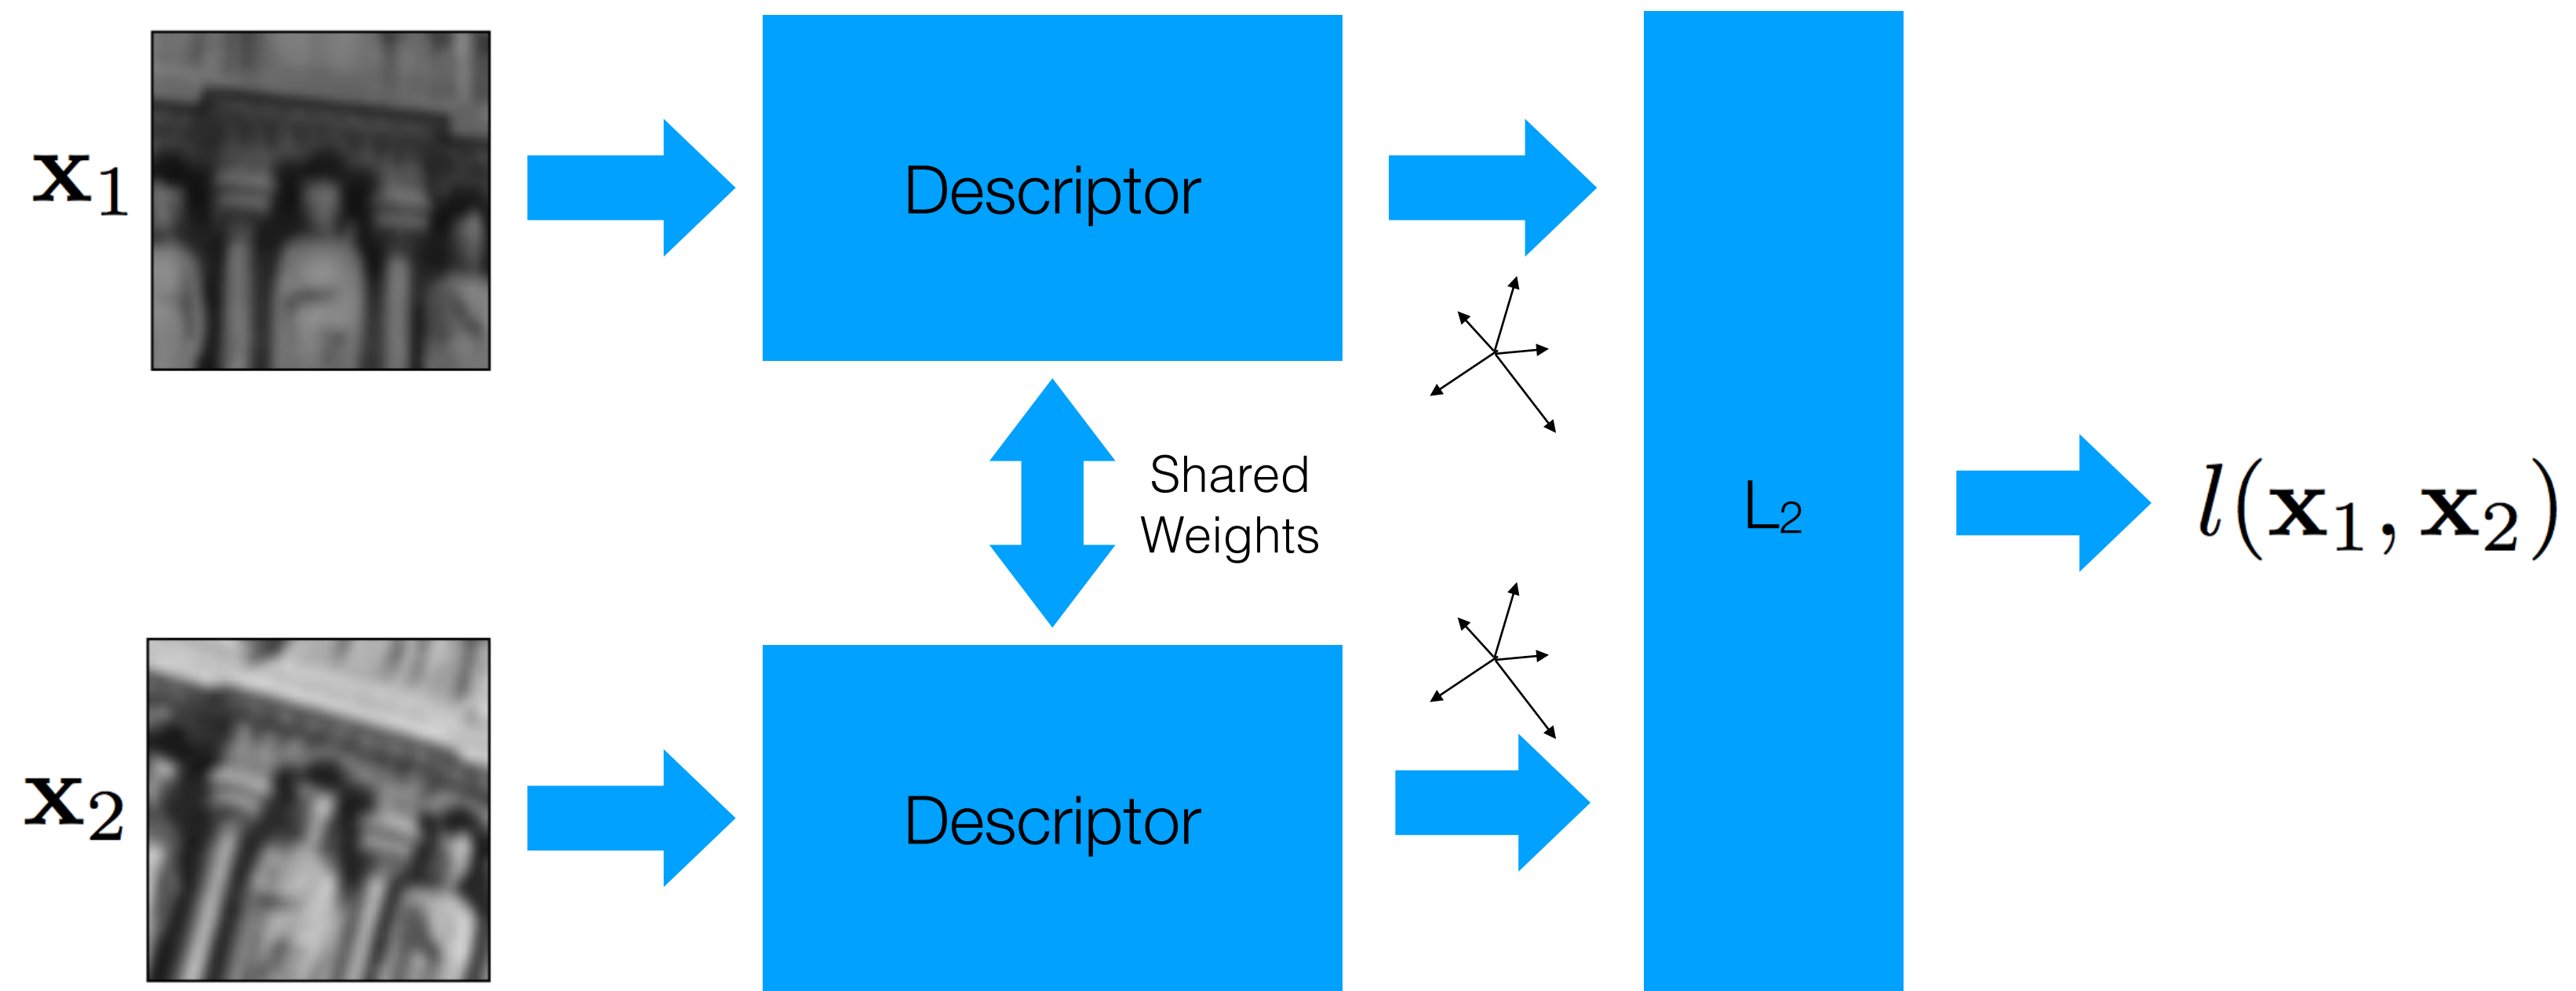 x₁
Descriptor
Shared
Weights
L₂
l(x₁, x₂)
x₂
Descriptor